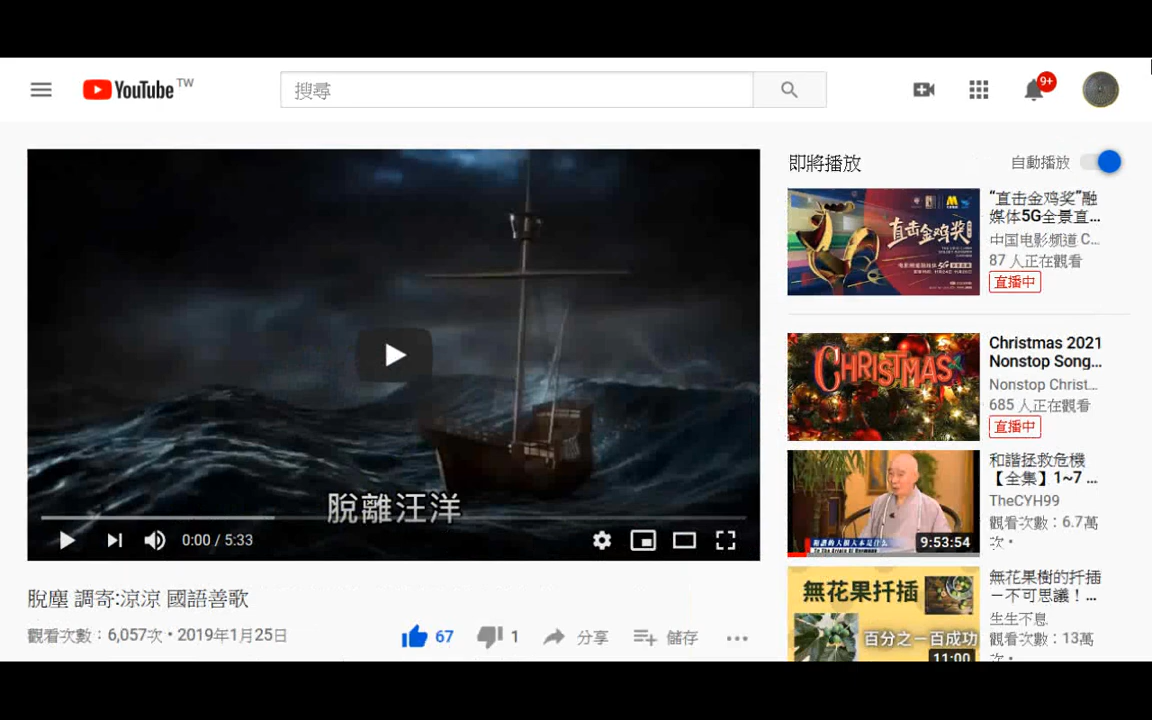 YouTube TW
搜尋
9+
脫離汪洋
0:00 / 5:33
脫塵 調寄:涼涼 國語善歌
觀看次數：6,057次 • 2019年1月25日
67
1
分享
儲存
即將播放
自動播放
直击金鸡奖
“直击金鸡奖”融
媒体5G全景直...
中国电影频道 C...
87 人正在觀看
直播中
CHRISTMAS
Christmas 2021
Nonstop Song...
Nonstop Christ...
685 人正在觀看
直播中
9:53:54
和諧拯救危機
【全集】1~7 ...
TheCYH99
觀看次數：6.7萬
次 •
無花果扦插
百分之一百成功
11:00
無花果樹的扦插
－不可思議！...
生生不息
觀看次數：13萬
次 •